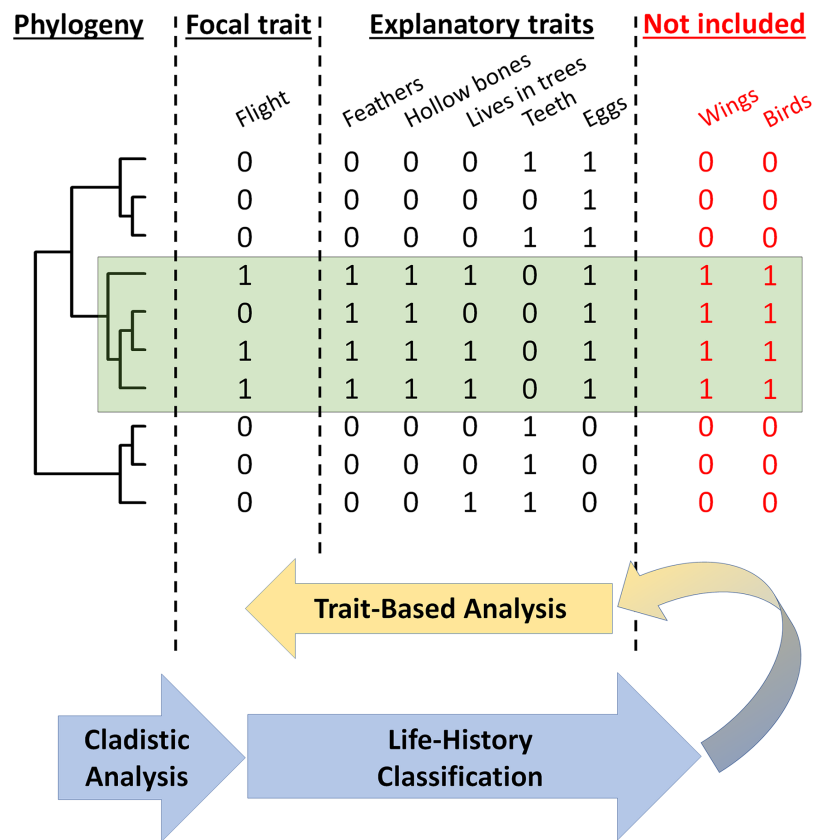 Phylogeny Focal trait Explanatory traits Not included
Flight Feathers Hollow bones Lives in trees Teeth Eggs Wings Birds
0 0 0 0 1 1 0 0
0 0 0 0 0 1 0 0
0 0 0 0 1 1 0 0
1 1 1 1 0 1 1 1
0 1 1 0 0 1 1 1
1 1 1 1 0 1 1 1
1 1 1 1 0 1 1 1
0 0 0 0 1 0 0 0
0 0 0 0 1 0 0 0
0 0 0 1 1 0 0 0
Trait-Based Analysis
Cladistic
Analysis
Life-History
Classification